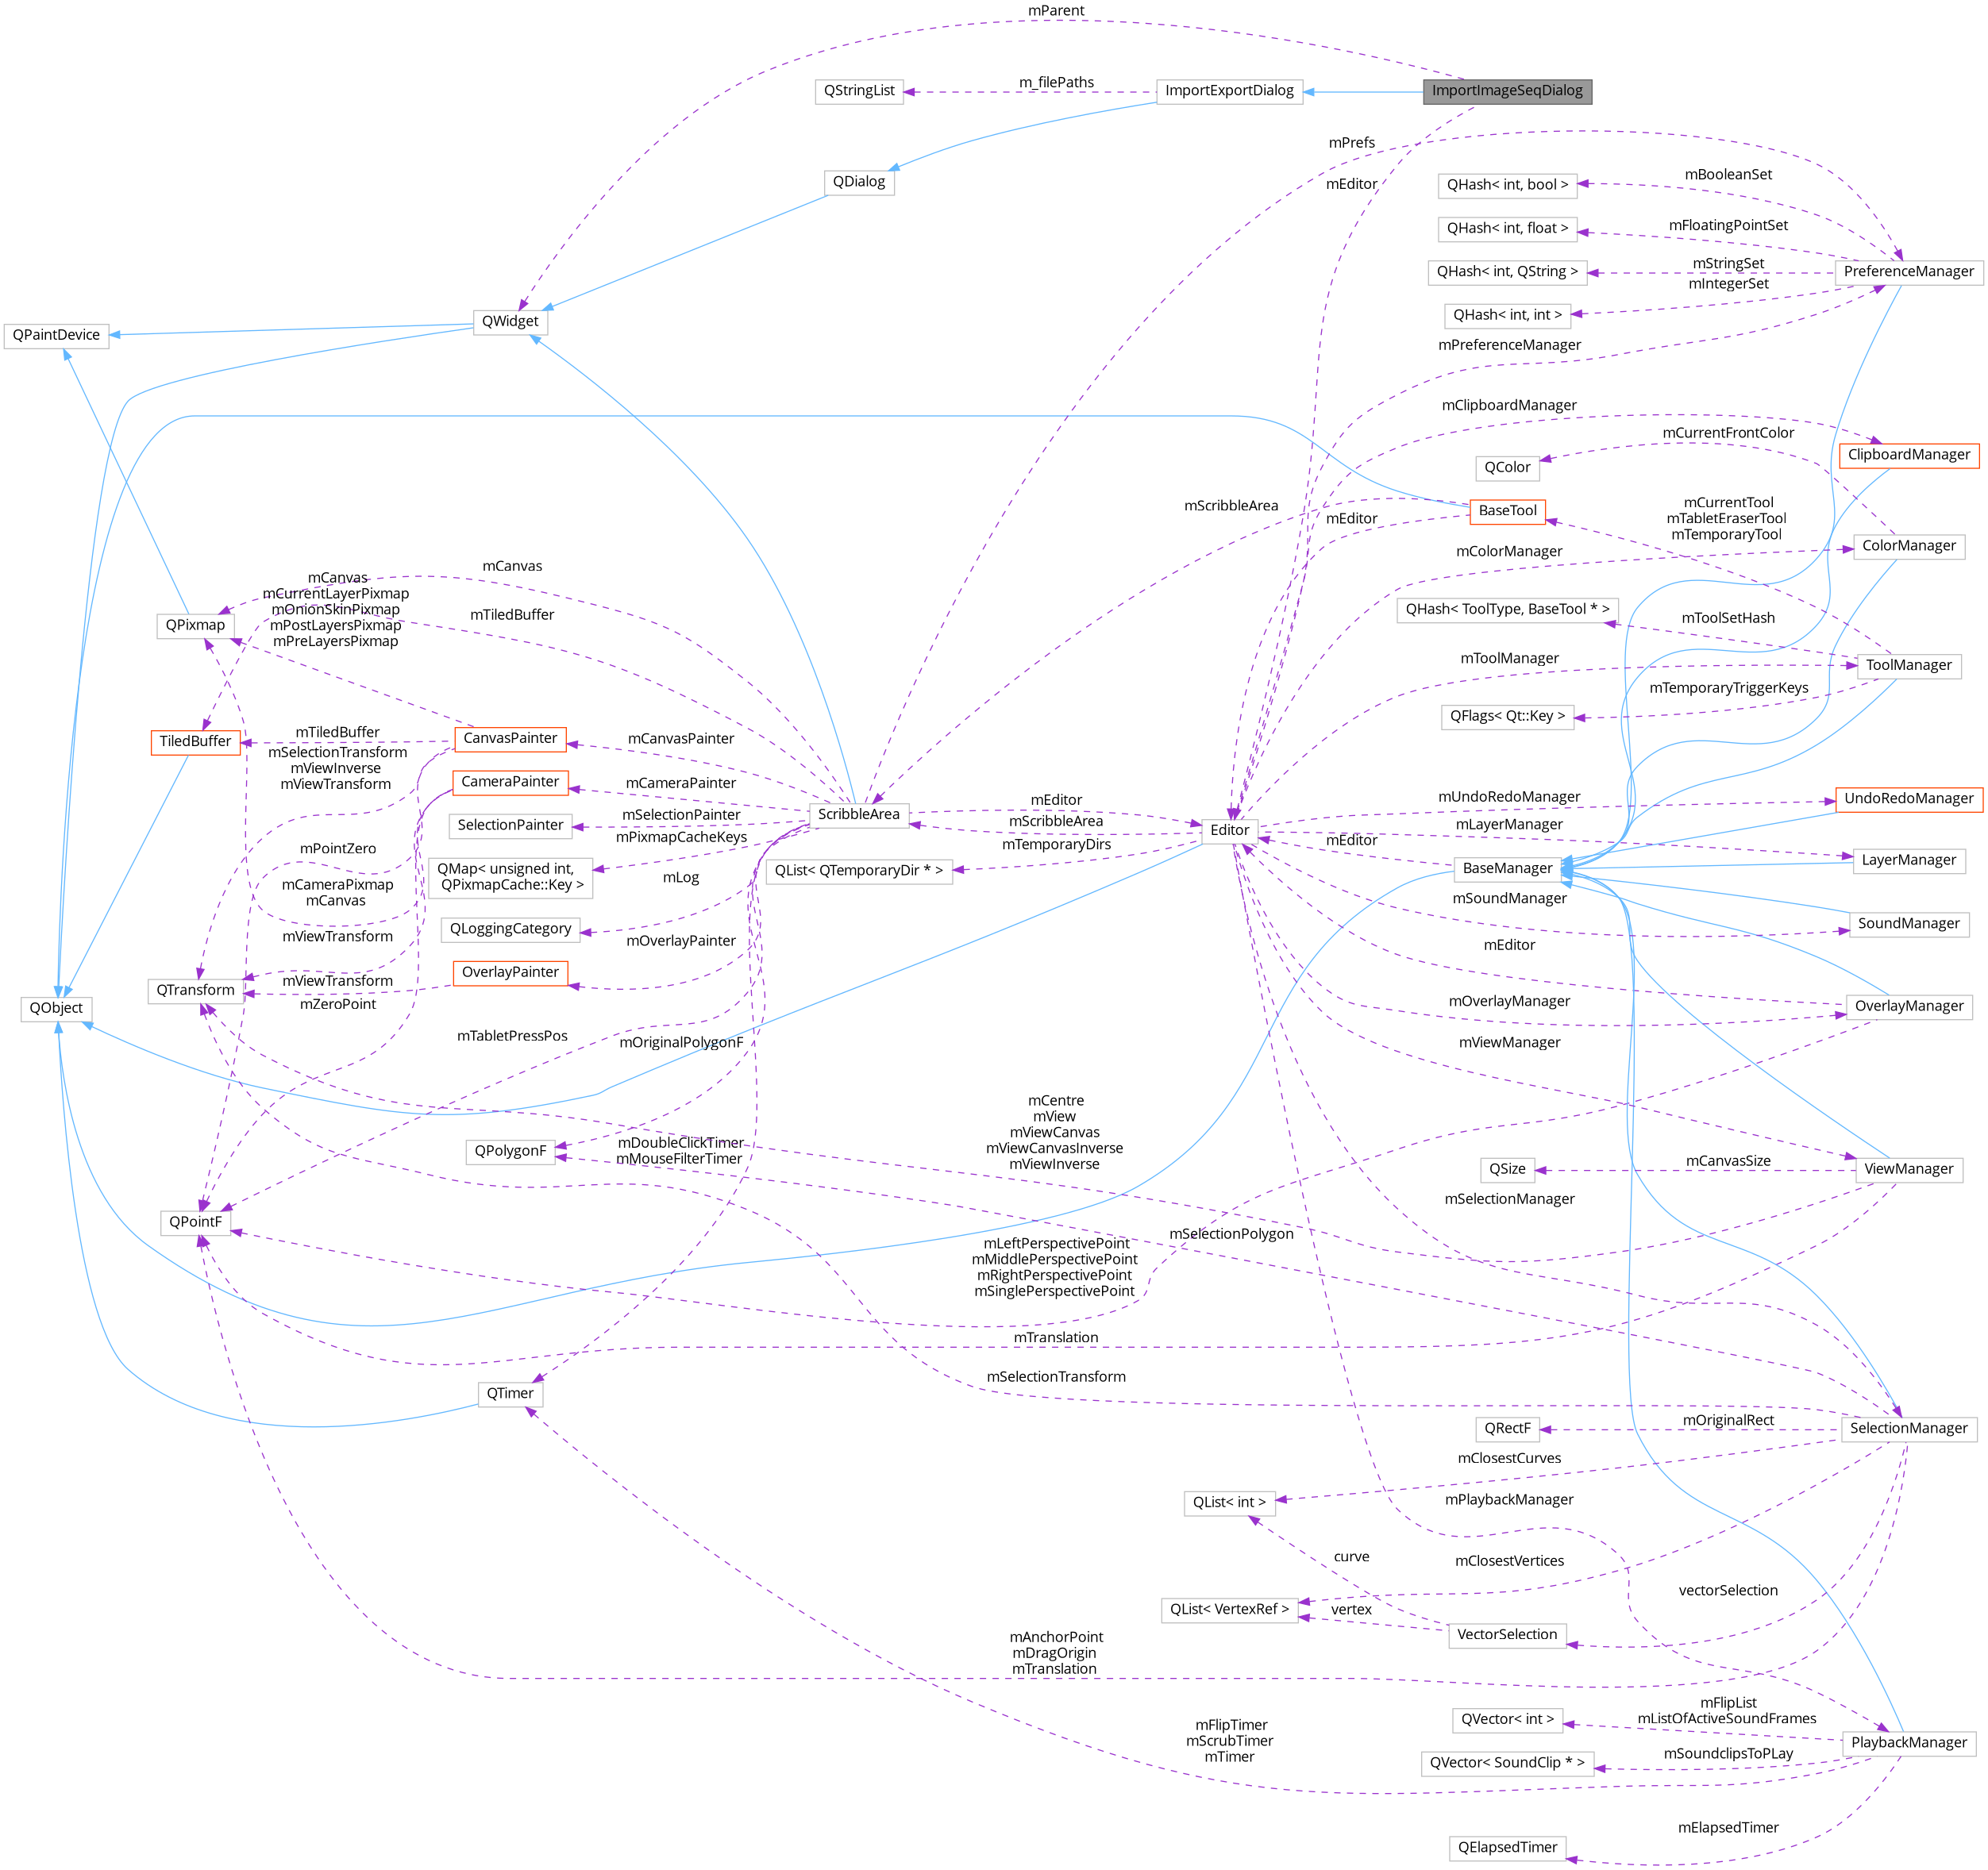 mParent
QStringList
m_filePaths
ImportExportDialog
ImportImageSeqDialog
mPrefs
QDialog
mEditor
QHash< int, bool >
mBooleanSet
QHash< int, float >
mFloatingPointSet
QHash< int, QString >
mStringSet
mIntegerSet
PreferenceManager
QHash< int, int >
QPaintDevice
QWidget
mPreferenceManager
mClipboardManager
mCurrentFrontColor
ClipboardManager
QColor
mScribbleArea
BaseTool
mEditor
mCurrentTool
mTabletEraserTool
mTemporaryTool
mColorManager
ColorManager
mCanvas
mCanvas
mCurrentLayerPixmap
mOnionSkinPixmap
mPostLayersPixmap
mPreLayersPixmap
mTiledBuffer
QPixmap
QHash< ToolType, BaseTool * >
mToolSetHash
mToolManager
ToolManager
mTemporaryTriggerKeys
QFlags< Qt::Key >
TiledBuffer
mTiledBuffer
CanvasPainter
mCanvasPainter
mSelectionTransform
mViewInverse
mViewTransform
CameraPainter
mCameraPainter
mSelectionPainter
SelectionPainter
mPixmapCacheKeys
ScribbleArea
mEditor
mScribbleArea
mTemporaryDirs
Editor
mUndoRedoManager
UndoRedoManager
mLayerManager
LayerManager
mEditor
BaseManager
mPointZero
QMap< unsigned int,
QPixmapCache::Key >
QList< QTemporaryDir * >
mCameraPixmap
mCanvas
mLog
QLoggingCategory
mSoundManager
SoundManager
mViewTransform
mOverlayPainter
OverlayPainter
mEditor
QTransform
mViewTransform
mZeroPoint
QObject
mOverlayManager
OverlayManager
mTabletPressPos
mOriginalPolygonF
mViewManager
QPolygonF
mDoubleClickTimer
mMouseFilterTimer
mCentre
mView
mViewCanvas
mViewCanvasInverse
mViewInverse
QSize
mCanvasSize
ViewManager
mSelectionManager
QPointF
mSelectionPolygon
mLeftPerspectivePoint
mMiddlePerspectivePoint
mRightPerspectivePoint
mSinglePerspectivePoint
mTranslation
mSelectionTransform
QTimer
QRectF
mOriginalRect
SelectionManager
mClosestCurves
QList< int >
mPlaybackManager
curve
mClosestVertices
vectorSelection
QList< VertexRef >
vertex
VectorSelection
mAnchorPoint
mDragOrigin
mTranslation
QVector< int >
mFlipList
mListOfActiveSoundFrames
PlaybackManager
mFlipTimer
mScrubTimer
mTimer
QVector< SoundClip * >
mSoundclipsToPLay
mElapsedTimer
QElapsedTimer